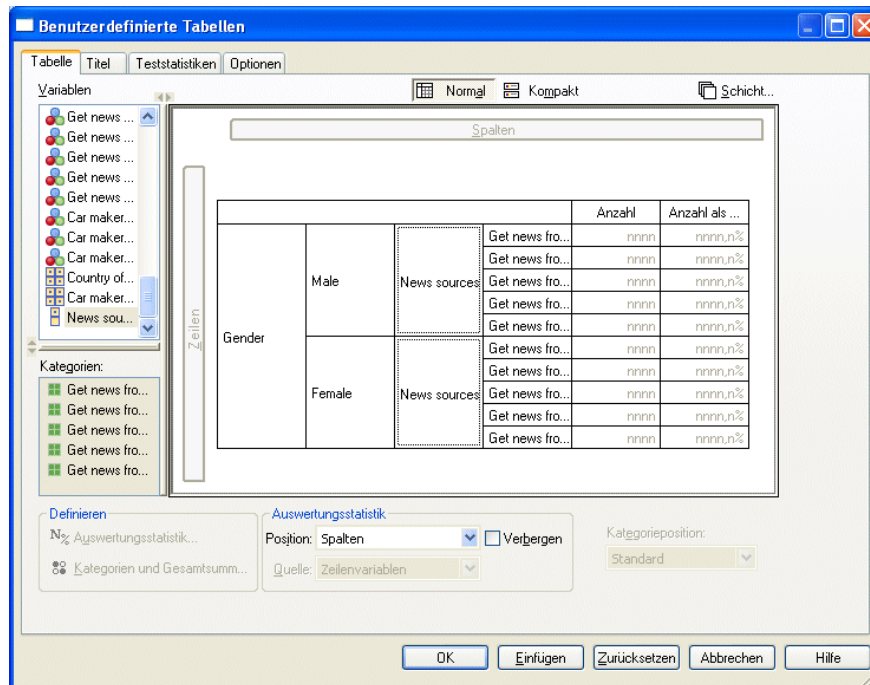 Benutzerdefinierte Tabellen
Tabelle Titel Teststatistiken Optionen
Variablen
Normal Kompakt Schicht...
Get news ...
Get news ...
Get news ...
Get news ...
Get news ...
Car maker...
Car maker...
Car maker...
Country of...
Car maker...
News sou...
Kategorien:
Get news fro...
Get news fro...
Get news fro...
Get news fro...
Get news fro...
Spalten
Zeilen
Anzahl Anzahl als ...
Gender
Male
News sources
Get news fro... nnnn nnnn,n%
Get news fro... nnnn nnnn,n%
Get news fro... nnnn nnnn,n%
Get news fro... nnnn nnnn,n%
Get news fro... nnnn nnnn,n%
Female
News sources
Get news fro... nnnn nnnn,n%
Get news fro... nnnn nnnn,n%
Get news fro... nnnn nnnn,n%
Get news fro... nnnn nnnn,n%
Get news fro... nnnn nnnn,n%
Definieren
N% Auswertungsstatistik...
Kategorien und Gesamtsumm...
Auswertungsstatistik
Position: Spalten Verbergen
Quelle: Zeilenvariablen
Kategorieposition:
Standard
OK Einfügen Zurücksetzen Abbrechen Hilfe